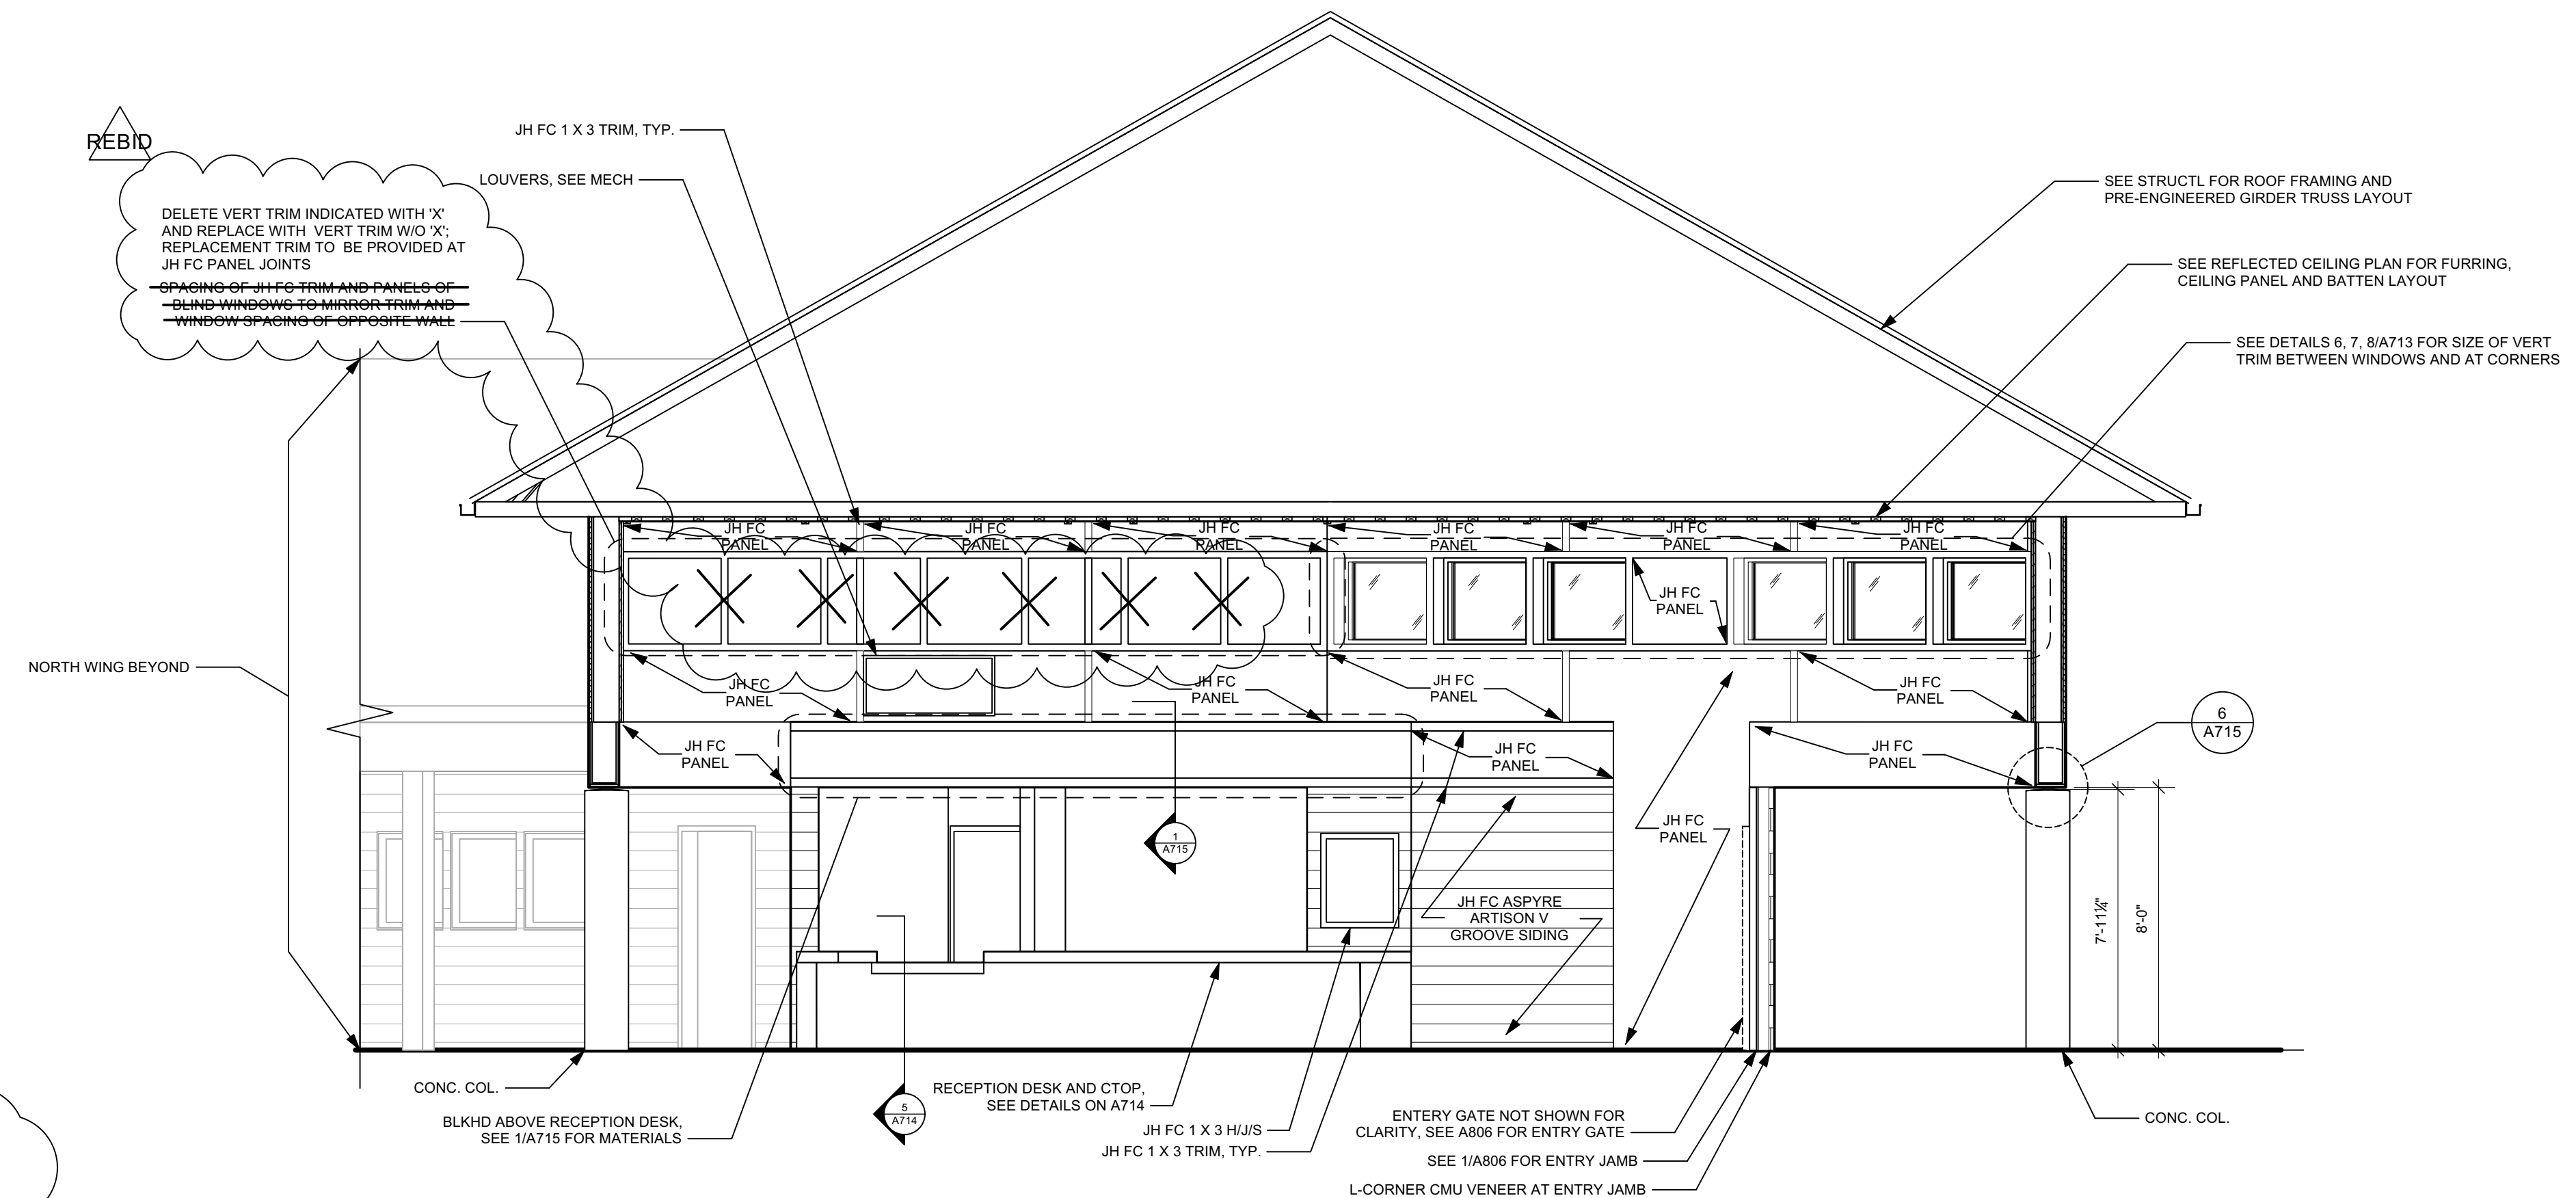 REBID
DELETE VERT TRIM INDICATED WITH 'X'
AND REPLACE WITH VERT TRIM W/O 'X';
REPLACEMENT TRIM TO BE PROVIDED AT
JH FC PANEL JOINTS
SPACING OF JH FC TRIM AND PANELS OF
BLIND WINDOWS TO MIRROR TRIM AND
WINDOW SPACING OF OPPOSITE WALL
JH FC 1 X 3 TRIM, TYP.
LOUVERS, SEE MECH
SEE STRUCTL FOR ROOF FRAMING AND
PRE-ENGINEERED GIRDER TRUSS LAYOUT
SEE REFLECTED CEILING PLAN FOR FURRING,
CEILING PANEL AND BATTEN LAYOUT
SEE DETAILS 6, 7, 8/A713 FOR SIZE OF VERT
TRIM BETWEEN WINDOWS AND AT CORNERS
JH FC
PANEL
JH FC
PANEL
JH FC
PANEL
JH FC
PANEL
JH FC
PANEL
JH FC
PANEL
JH FC
PANEL
NORTH WING BEYOND
JH FC
PANEL
JH FC
PANEL
JH FC
PANEL
JH FC
PANEL
6
A715
JH FC
PANEL
JH FC
PANEL
JH FC
PANEL
1
A715
JH FC
PANEL
JH FC ASPYRE
ARTISON V
GROOVE SIDING
7'-11¼"
8'-0"
CONC. COL.
BLKHD ABOVE RECEPTION DESK,
SEE 1/A715 FOR MATERIALS
5
A714
RECEPTION DESK AND CTOP,
SEE DETAILS ON A714
JH FC 1 X 3 H/J/S
JH FC 1 X 3 TRIM, TYP.
ENTERY GATE NOT SHOWN FOR
CLARITY, SEE A806 FOR ENTRY GATE
SEE 1/A806 FOR ENTRY JAMB
L-CORNER CMU VENEER AT ENTRY JAMB
CONC. COL.